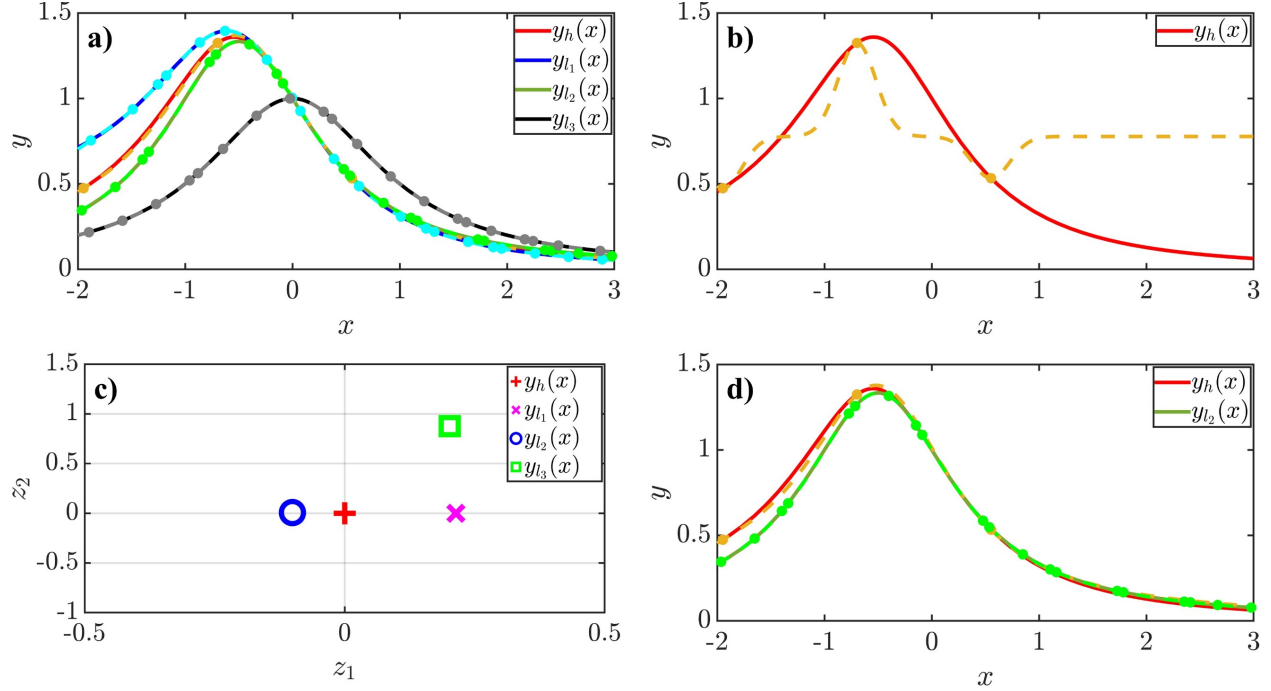 a)
1.5
1
0.5
0
y
-2 -1 0 1 2 3
x
y_h(x)
y_{l_1}(x)
y_{l_2}(x)
y_{l_3}(x)
b)
1.5
1
0.5
0
y
-2 -1 0 1 2 3
x
y_h(x)
c)
1.5
1
0.5
0
-0.5
-1
z_2
-0.5 0 0.5
z_1
y_h(x)
y_{l_1}(x)
y_{l_2}(x)
y_{l_3}(x)
d)
1.5
1
0.5
0
y
-2 -1 0 1 2 3
x
y_h(x)
y_{l_2}(x)